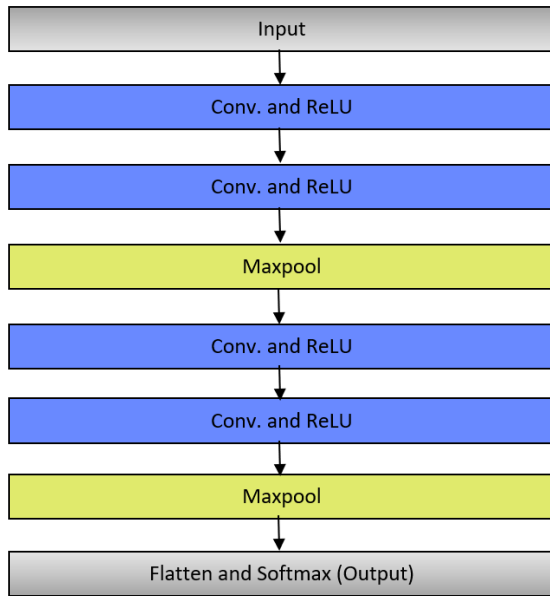 Input
Conv. and ReLU
Conv. and ReLU
Maxpool
Conv. and ReLU
Conv. and ReLU
Maxpool
Flatten and Softmax (Output)